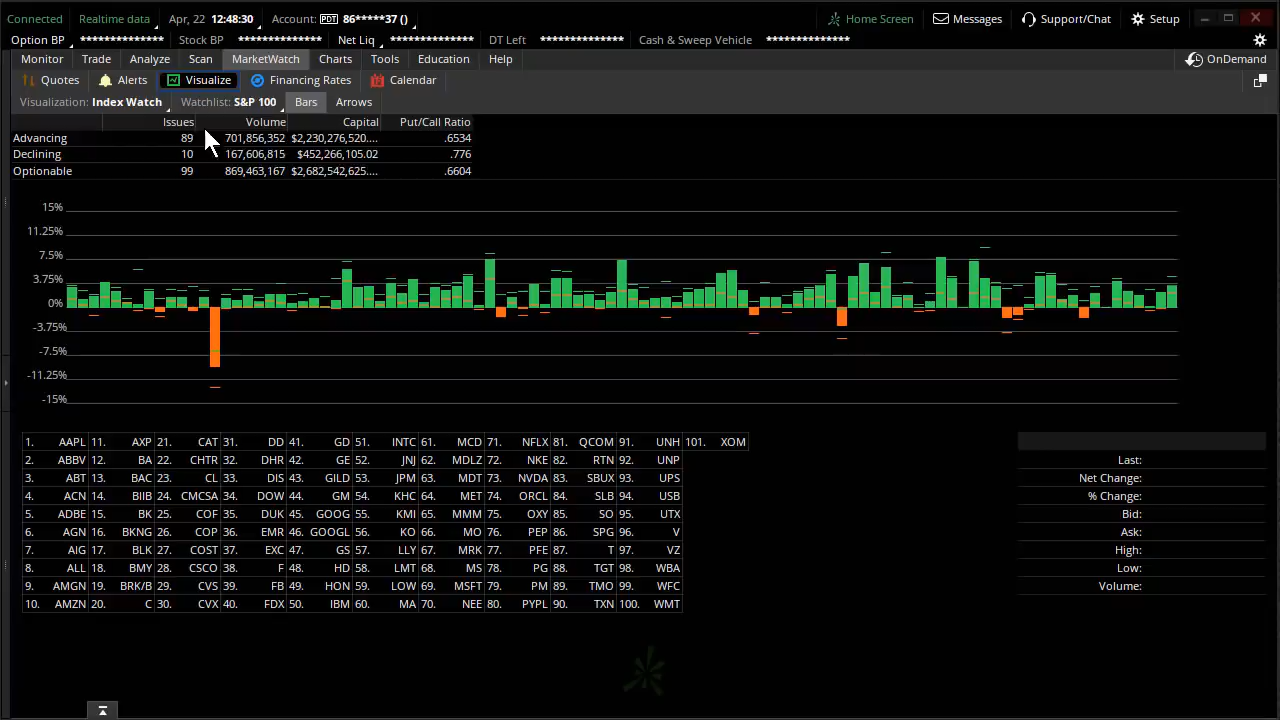 Connected Realtime data Apr, 22 12:48:30 Account: PDT 86*****37 () Home Screen Messages Support/Chat Setup
Option BP ************** Stock BP ************** Net Liq ************** DT Left ************** Cash & Sweep Vehicle **************
Monitor Trade Analyze Scan MarketWatch Charts Tools Education Help OnDemand
Quotes Alerts Visualize Financing Rates Calendar
Visualization: Index Watch Watchlist: S&P 100 Bars Arrows
Issues Volume Capital Put/Call Ratio
Advancing 89 701,856,352 $2,230,276,520.... .6534
Declining 10 167,606,815 $452,266,105.02 .776
Optionable 99 869,463,167 $2,682,542,625.... .6604
15%
11.25%
7.5%
3.75%
0%
-3.75%
-7.5%
-11.25%
-15%
1. AAPL 11. AXP 21. CAT 31. DD 41. GD 51. INTC 61. MCD 71. NFLX 81. QCOM 91. UNH 101. XOM
2. ABBV 12. BA 22. CHTR 32. DHR 42. GE 52. JNJ 62. MDLZ 72. NKE 82. RTN 92. UNP Last:
3. ABT 13. BAC 23. CL 33. DIS 43. GILD 53. JPM 63. MDT 73. NVDA 83. SBUX 93. UPS Net Change:
4. ACN 14. BIIB 24. CMCSA 34. DOW 44. GM 54. KHC 64. MET 74. ORCL 84. SLB 94. USB % Change:
5. ADBE 15. BK 25. COF 35. DUK 45. GOOG 55. KMI 65. MMM 75. OXY 85. SO 95. UTX Bid:
6. AGN 16. BKNG 26. COP 36. EMR 46. GOOGL 56. KO 66. MO 76. PEP 86. SPG 96. V Ask:
7. AIG 17. BLK 27. COST 37. EXC 47. GS 57. LLY 67. MRK 77. PFE 87. T 97. VZ High:
8. ALL 18. BMY 28. CSCO 38. F 48. HD 58. LMT 68. MS 78. PG 88. TGT 98. WBA Low:
9. AMGN 19. BRK/B 29. CVS 39. FB 49. HON 59. LOW 69. MSFT 79. PM 89. TMO 99. WFC Volume:
10. AMZN 20. C 30. CVX 40. FDX 50. IBM 60. MA 70. NEE 80. PYPL 90. TXN 100. WMT